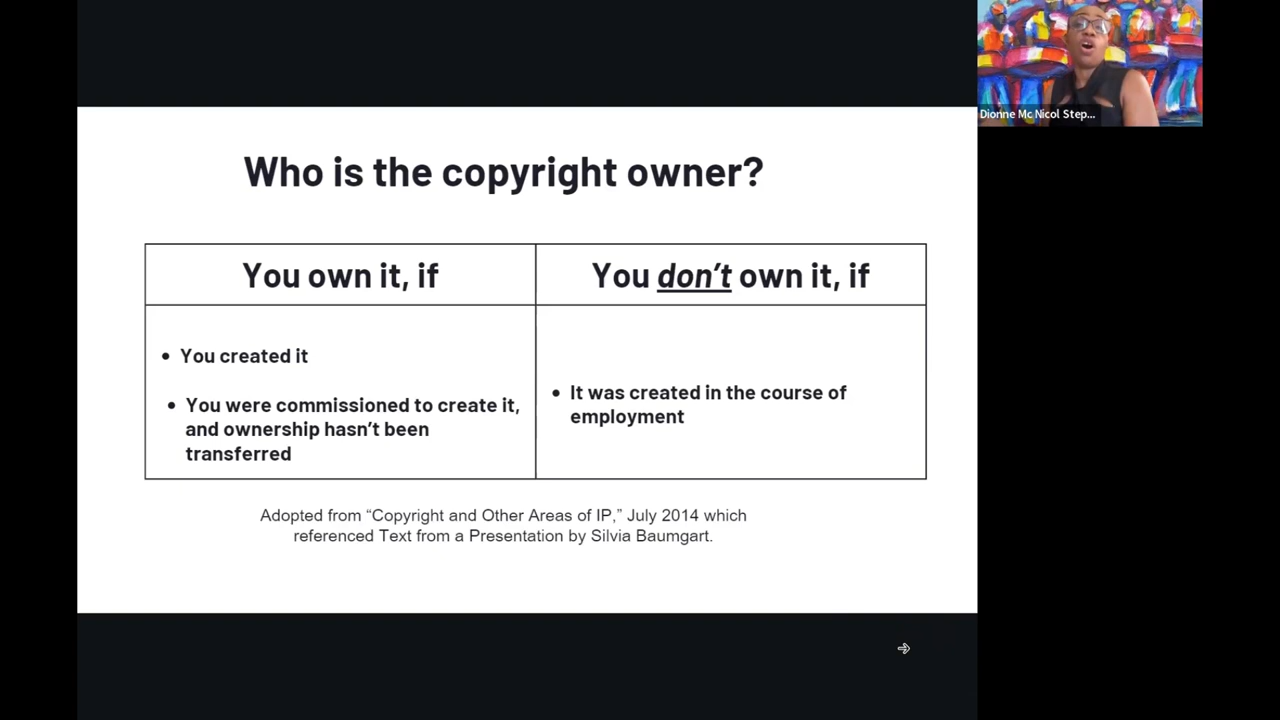 Dionne Mc Nicol Step...
Who is the copyright owner?
You own it, if
You don’t own it, if
• You created it
• You were commissioned to create it,
and ownership hasn’t been
transferred
• It was created in the course of
employment
Adopted from “Copyright and Other Areas of IP,” July 2014 which
referenced Text from a Presentation by Silvia Baumgart.